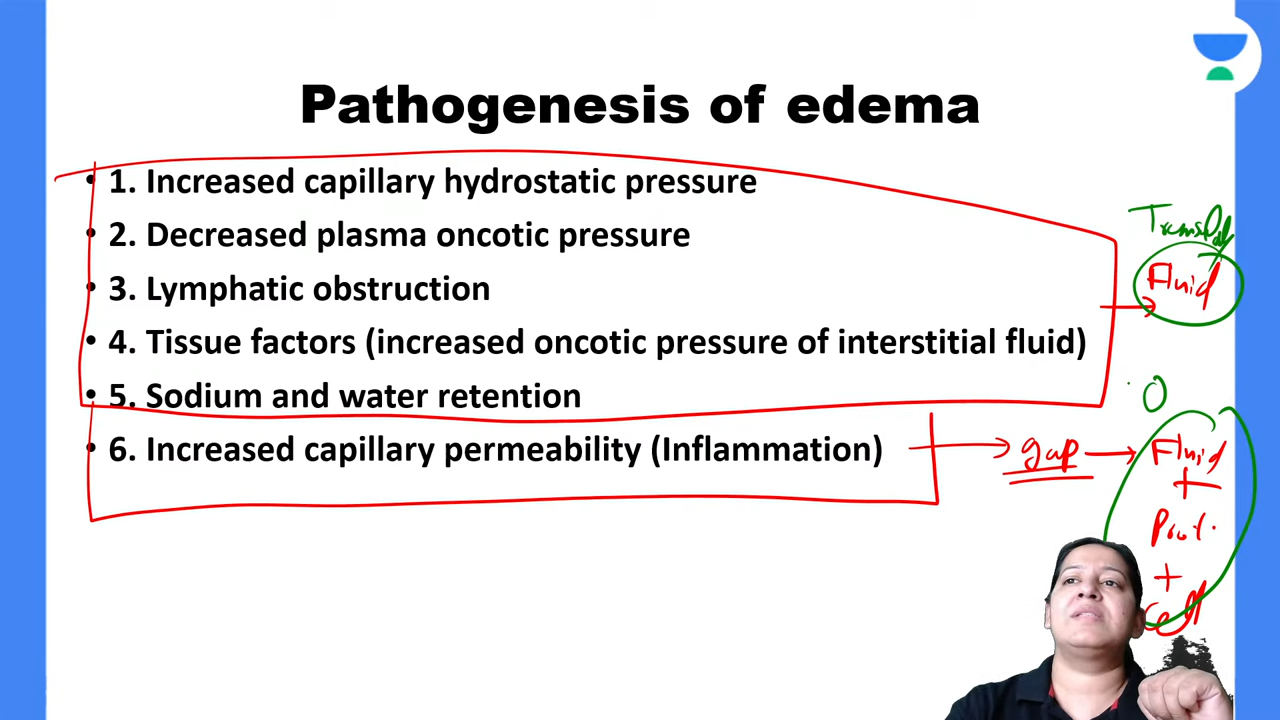 Pathogenesis of edema
• 1. Increased capillary hydrostatic pressure
• 2. Decreased plasma oncotic pressure
• 3. Lymphatic obstruction
• 4. Tissue factors (increased oncotic pressure of interstitial fluid)
• 5. Sodium and water retention
• 6. Increased capillary permeability (Inflammation)
Fluid
O
gap → Fluid
+
Prot.
+
Cell